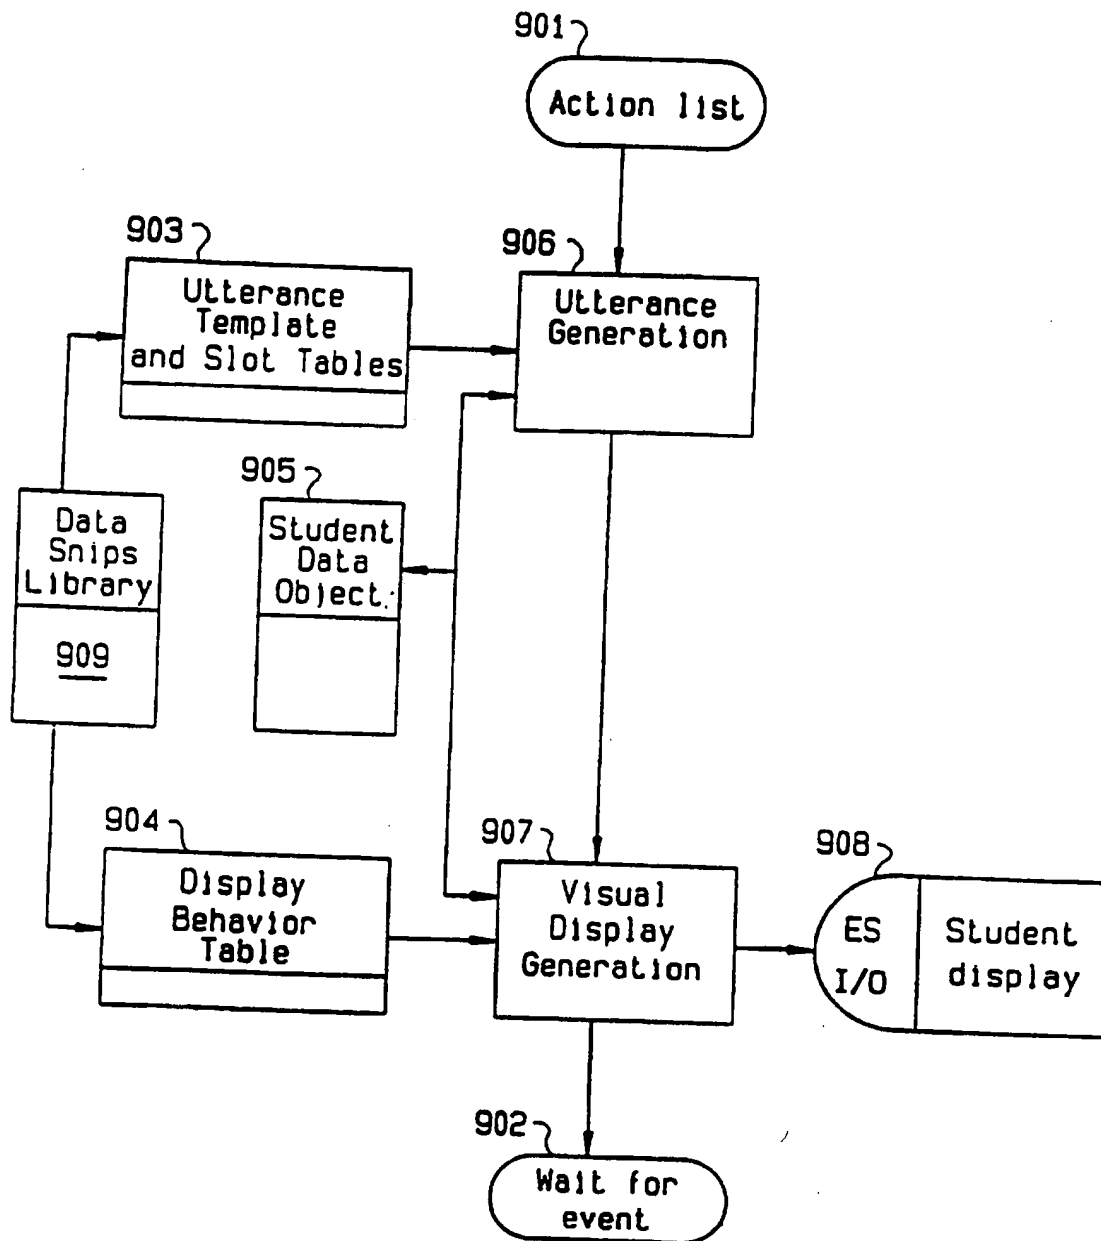 901
Action list
903
Utterance
Template
and Slot Tables
906
Utterance
Generation
905
Student
Data
Object.
Data
Snips
Library
909
904
Display
Behavior
Table
907
Visual
Display
Generation
908
ES
I/O
Student
display
902
Wait for
event